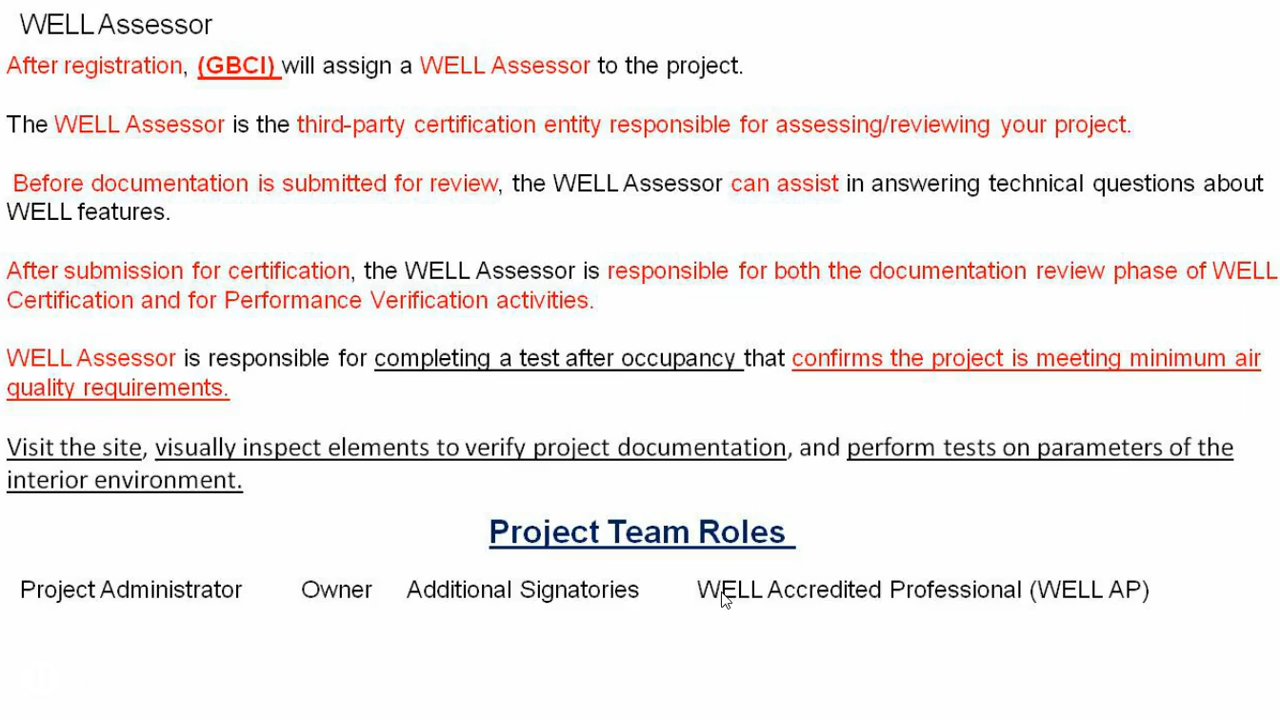 WELL Assessor
After registration, (GBCI) will assign a WELL Assessor to the project.
The WELL Assessor is the third-party certification entity responsible for assessing/reviewing your project.
Before documentation is submitted for review, the WELL Assessor can assist in answering technical questions about
WELL features.
After submission for certification, the WELL Assessor is responsible for both the documentation review phase of WELL
Certification and for Performance Verification activities.
WELL Assessor is responsible for completing a test after occupancy that confirms the project is meeting minimum air
quality requirements.
Visit the site, visually inspect elements to verify project documentation, and perform tests on parameters of the
interior environment.
Project Team Roles
Project Administrator Owner Additional Signatories WELL Accredited Professional (WELL AP)